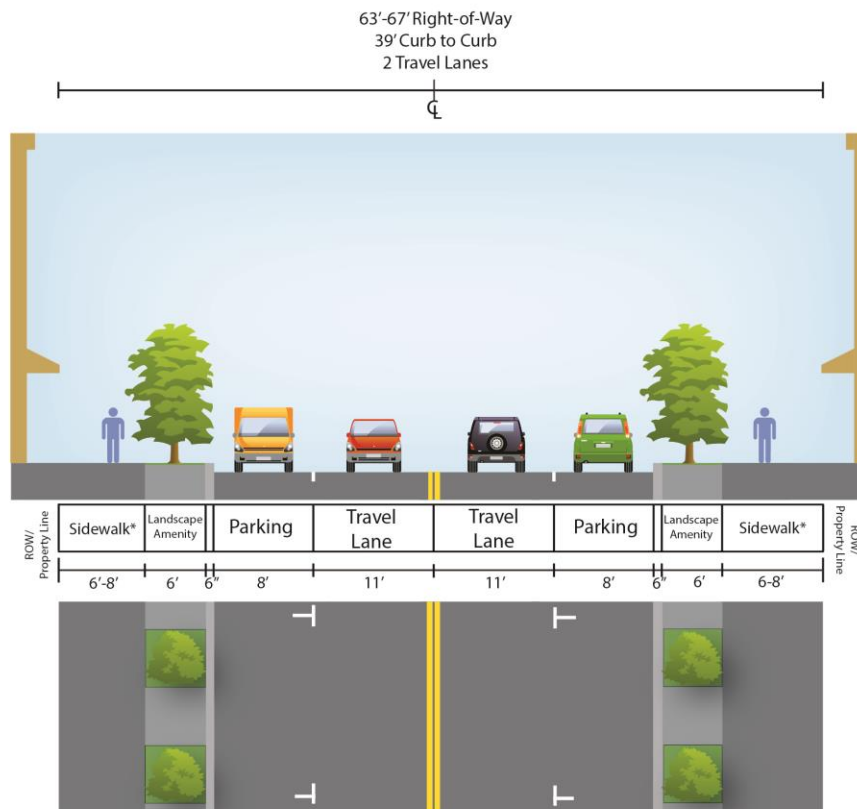 63'-67' Right-of-Way
39' Curb to Curb
2 Travel Lanes
℄
ROW/
Property Line
Sidewalk*
Landscape
Amenity
Parking
Travel
Lane
Travel
Lane
Parking
Landscape
Amenity
Sidewalk*
ROW/
Property Line
6'-8'
6'
6"
8'
11'
11'
8'
6"
6'
6-8'